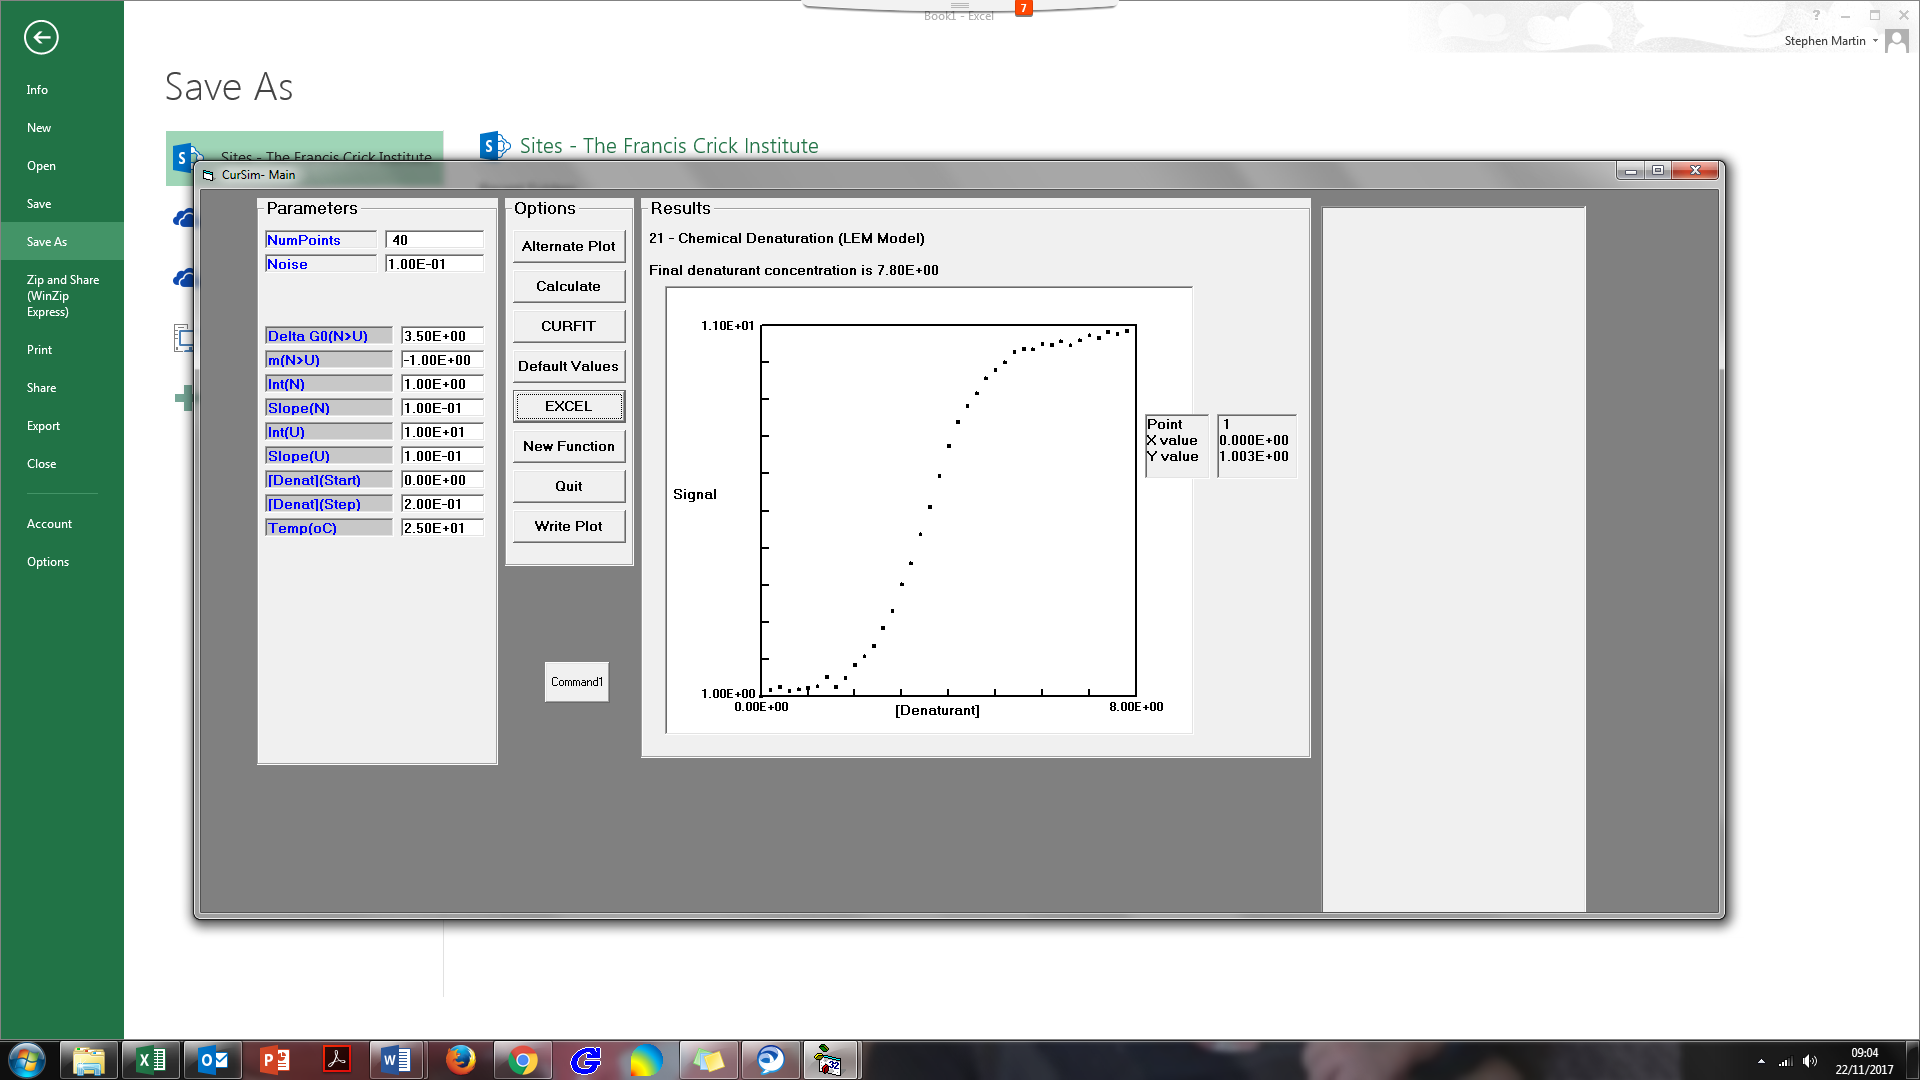 Book1 - Excel
7
?
Stephen Martin
Info
New
Open
Save
Save As
Zip and Share
(WinZip
Express)
Print
Share
Export
Close
Account
Options
Save As
Sites - The Francis Crick Institute
Sites - The Francis Crick Institute
CurSim- Main
Parameters
NumPoints 40
Noise 1.00E-01
Delta G0(N>U) 3.50E+00
m(N>U) -1.00E+00
Int(N) 1.00E+00
Slope(N) 1.00E-01
Int(U) 1.00E+01
Slope(U) 1.00E-01
[Denat](Start) 0.00E+00
[Denat](Step) 2.00E-01
Temp(oC) 2.50E+01
Options
Alternate Plot
Calculate
CURFIT
Default Values
EXCEL
New Function
Quit
Write Plot
Command1
Results
21 - Chemical Denaturation (LEM Model)
Final denaturant concentration is 7.80E+00
1.10E+01
Signal
1.00E+00
0.00E+00
[Denaturant]
8.00E+00
Point 1
X value 0.000E+00
Y value 1.003E+00
32
09:04
22/11/2017